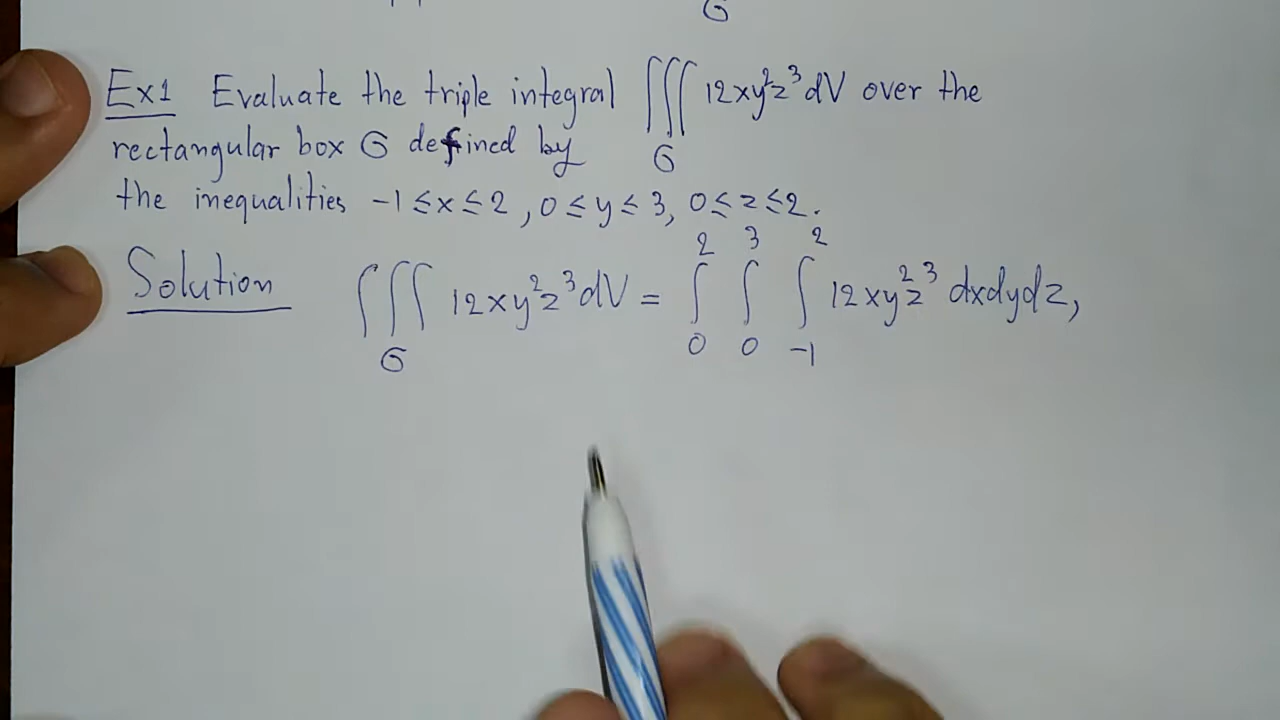 G
Ex1 Evaluate the triple integral ∭_G 12xy²z³dV over the
rectangular box G defined by
the inequalities -1≤x≤2, 0≤y≤3, 0≤z≤2.
Solution ∭_G 12xy²z³dV = ∫_0^2 ∫_0^3 ∫_{-1}^2 12xy²z³ dxdydz,